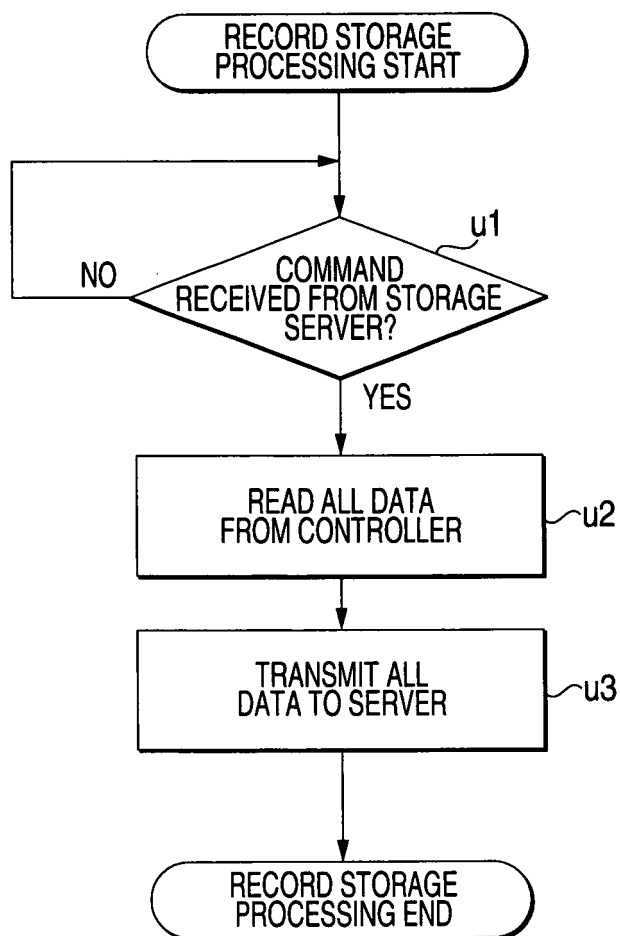 RECORD STORAGE
PROCESSING START
u1
COMMAND
RECEIVED FROM STORAGE
SERVER?
NO
YES
READ ALL DATA
FROM CONTROLLER
u2
TRANSMIT ALL
DATA TO SERVER
u3
RECORD STORAGE
PROCESSING END